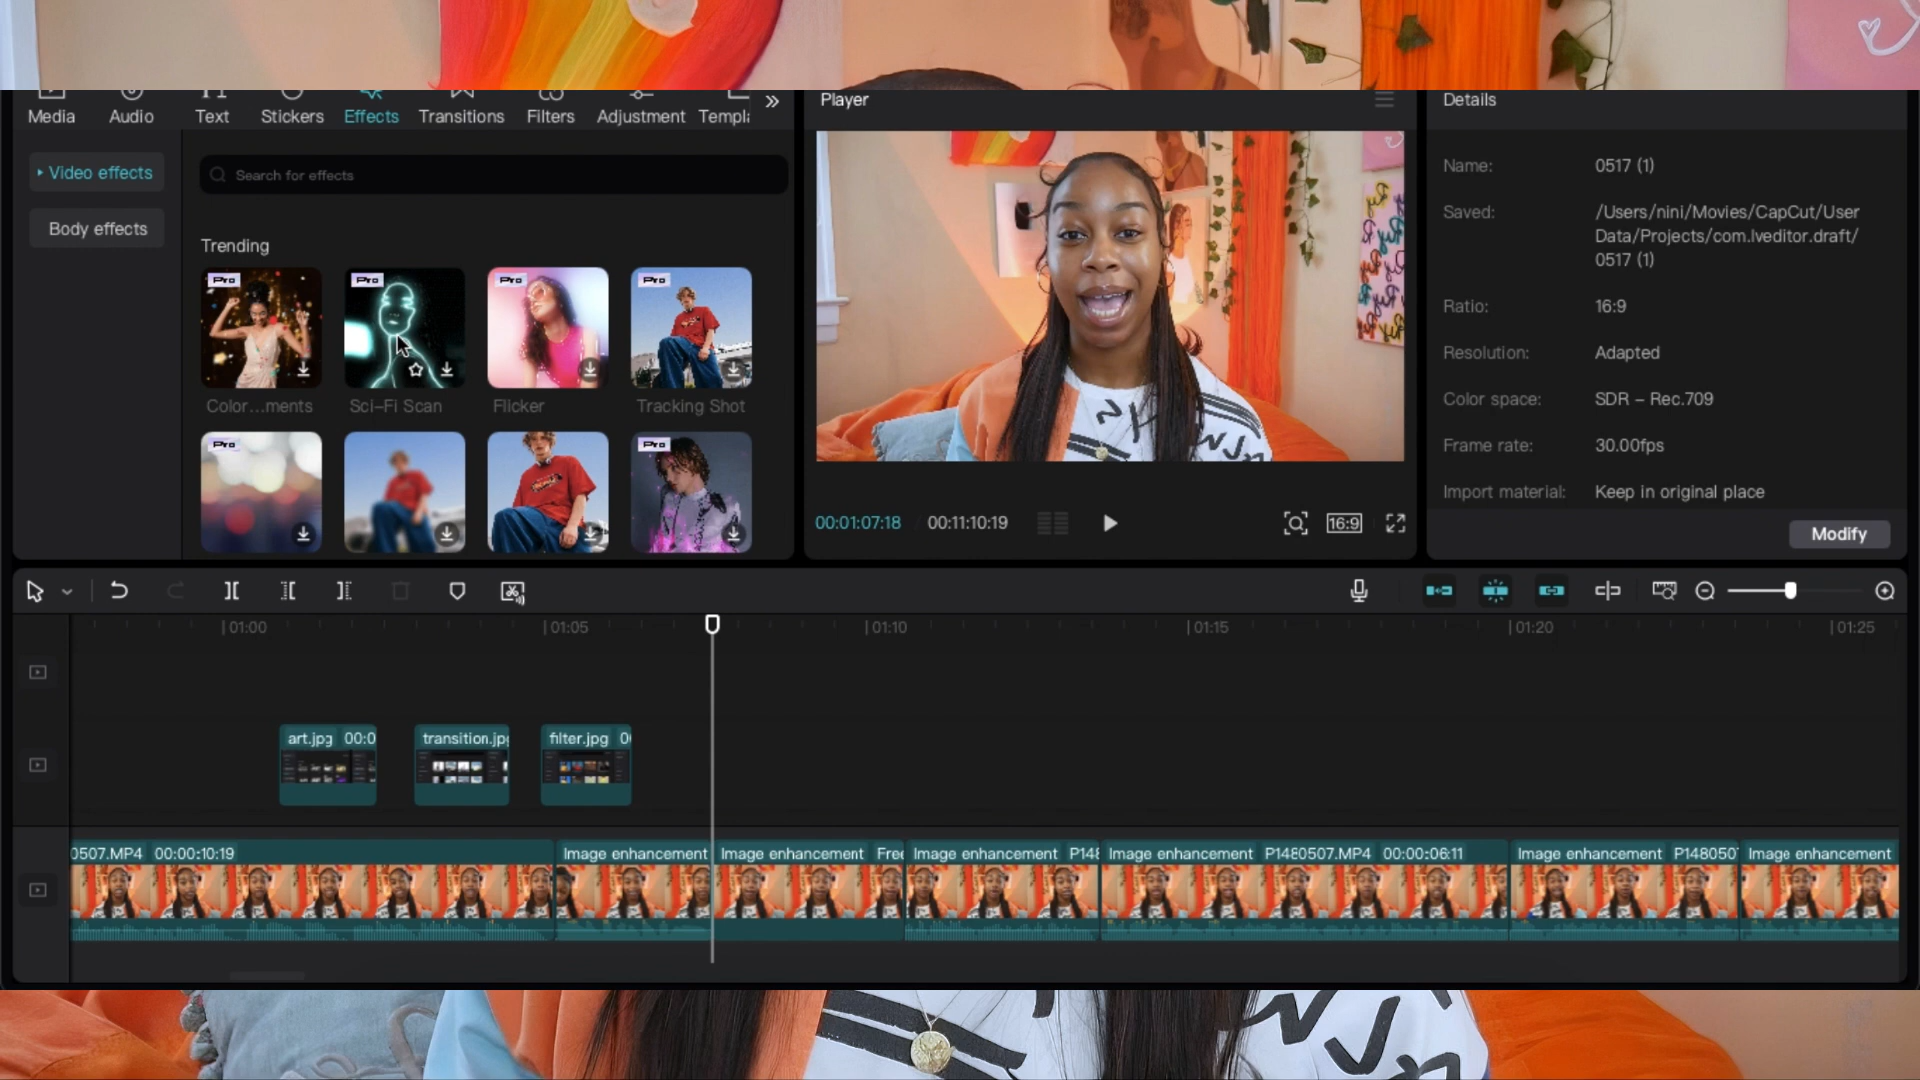 Media Audio Text Stickers Effects Transitions Filters Adjustment Templ
Video effects
Body effects
Search for effects
Trending
Pro Pro Pro Pro
Color...ments Sci-Fi Scan Flicker Tracking Shot
Pro Pro
Player
00:01:07:18 00:11:10:19
16:9
Details
Name: 0517 (1)
Saved: /Users/nini/Movies/CapCut/User
Data/Projects/com.lveditor.draft/
0517 (1)
Ratio: 16:9
Resolution: Adapted
Color space: SDR – Rec.709
Frame rate: 30.00fps
Import material: Keep in original place
Modify
01:00 01:05 01:10 01:15 01:20 01:25
art.jpg 00:0 transition.jpg filter.jpg 0
0507.MP4 00:00:10:19 Image enhancement Image enhancement Free Image enhancement P148 Image enhancement P1480507.MP4 00:00:06:11 Image enhancement P148050 Image enhancement